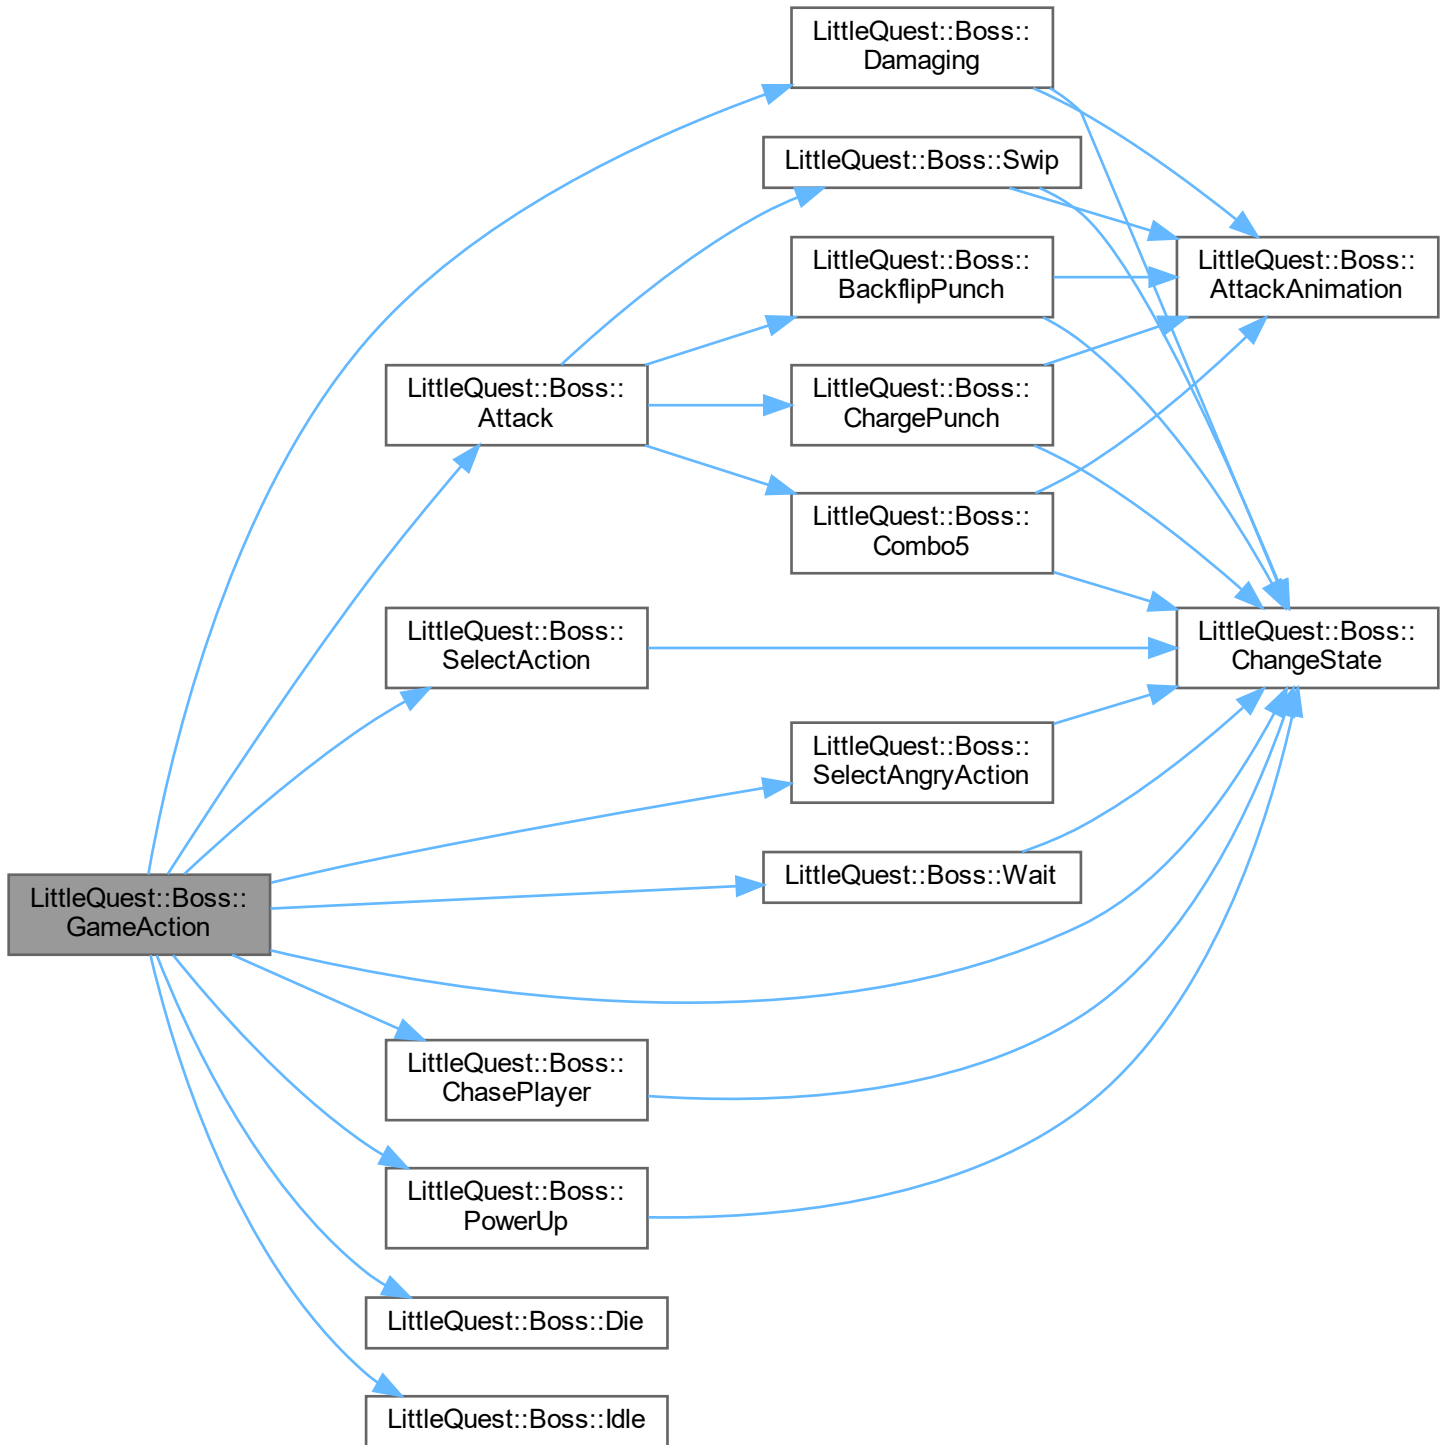 LittleQuest::Boss::
Damaging
LittleQuest::Boss::Swip
LittleQuest::Boss::
BackflipPunch
LittleQuest::Boss::
AttackAnimation
LittleQuest::Boss::
Attack
LittleQuest::Boss::
ChargePunch
LittleQuest::Boss::
Combo5
LittleQuest::Boss::
SelectAction
LittleQuest::Boss::
ChangeState
LittleQuest::Boss::
SelectAngryAction
LittleQuest::Boss::Wait
LittleQuest::Boss::
GameAction
LittleQuest::Boss::
ChasePlayer
LittleQuest::Boss::
PowerUp
LittleQuest::Boss::Die
LittleQuest::Boss::Idle